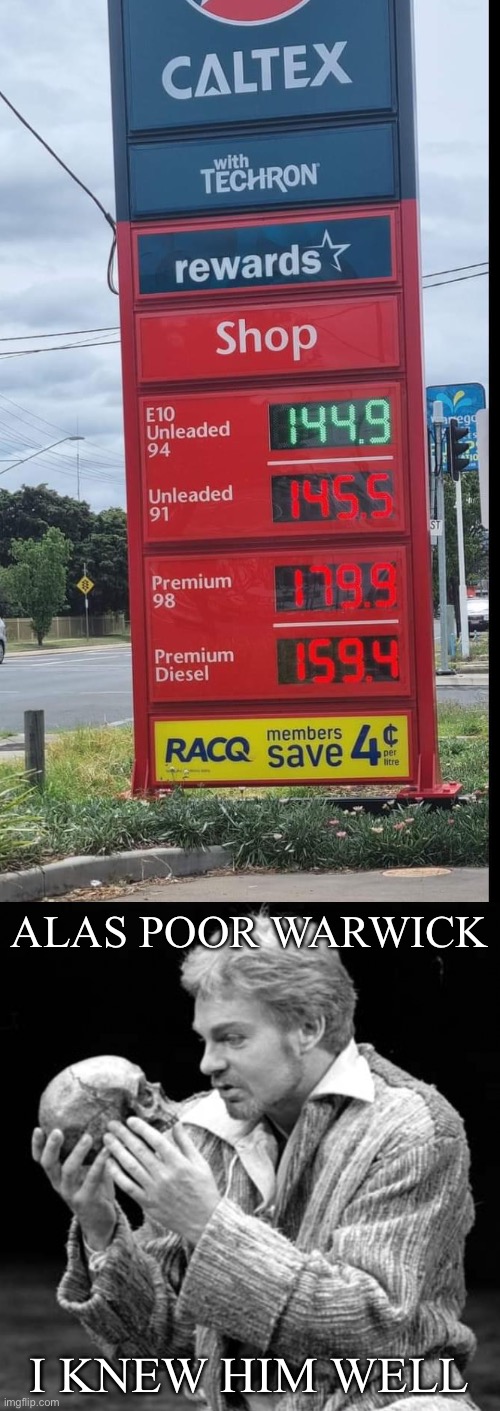 CALTEX
with
TECHRON
rewards
Shop
E10
Unleaded
94
144.9
Unleaded
91
145.5
Premium
98
179.9
Premium
Diesel
159.4
RACQ members
save 4¢
per
litre
ST
ALAS POOR WARWICK
I KNEW HIM WELL
imgflip.com